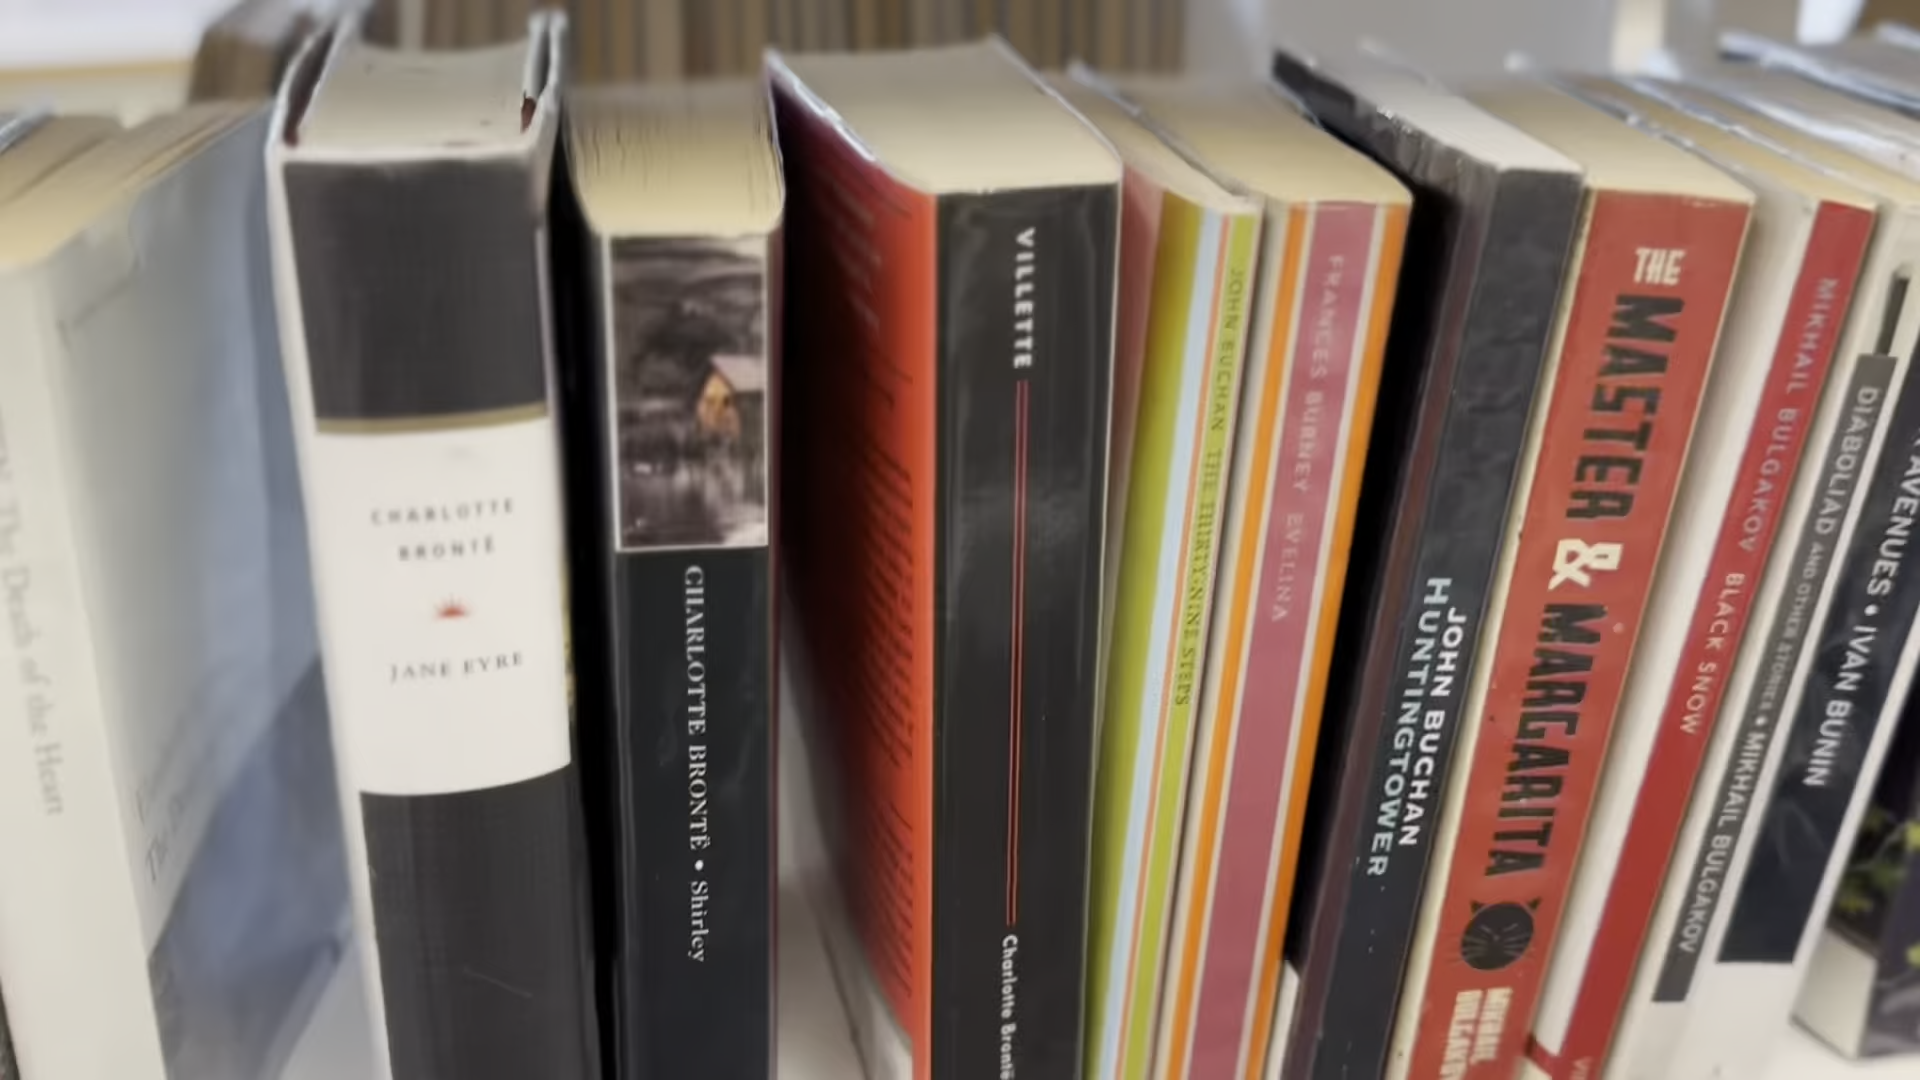 The Death of the Heart
CHARLOTTE
BRONTË
JANE EYRE
CHARLOTTE BRONTË • Shirley
VILLETTE
Charlotte Brontë
JOHN BUCHAN THE THIRTY-NINE STEPS
FRANCES BURNEY EVELINA
JOHN BUCHAN
HUNTINGTOWER
THE
MASTER & MARGARITA
MIKHAIL
BULGAKOV
MIKHAIL BULGAKOV BLACK SNOW
DIABOLIAD AND OTHER STORIES • MIKHAIL BULGAKOV
AVENUES • IVAN BUNIN